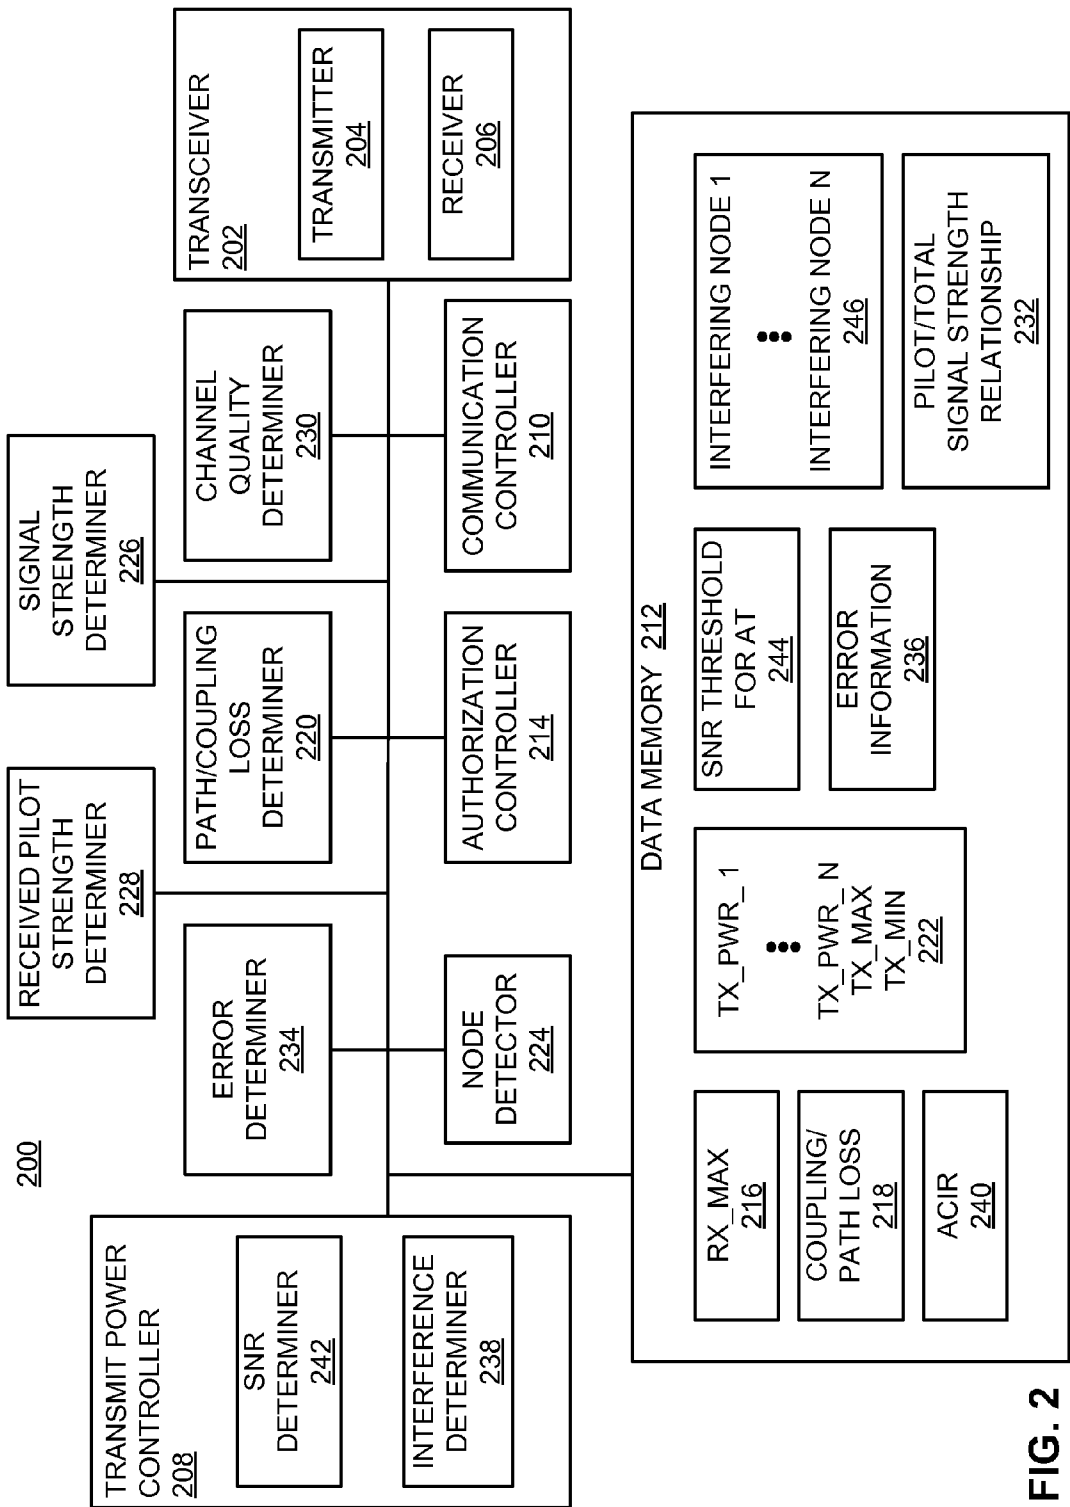 200
TRANSMIT POWER
CONTROLLER
208
SNR
DETERMINER
242
INTERFERENCE
DETERMINER
238
RECEIVED PILOT
STRENGTH
DETERMINER
228
SIGNAL
STRENGTH
DETERMINER
226
ERROR
DETERMINER
234
PATH/COUPLING
LOSS
DETERMINER
220
CHANNEL
QUALITY
DETERMINER
230
NODE
DETECTOR
224
AUTHORIZATION
CONTROLLER
214
COMMUNICATION
CONTROLLER
210
TRANSCEIVER
202
TRANSMITTER
204
RECEIVER
206
DATA MEMORY 212
RX_MAX
216
COUPLING/
PATH LOSS
218
ACIR
240
TX_PWR_1
TX_PWR_N
TX_MAX
TX_MIN
222
SNR THRESHOLD
FOR AT
244
ERROR
INFORMATION
236
INTERFERING NODE 1
INTERFERING NODE N
246
PILOT/TOTAL
SIGNAL STRENGTH
RELATIONSHIP
232
FIG. 2